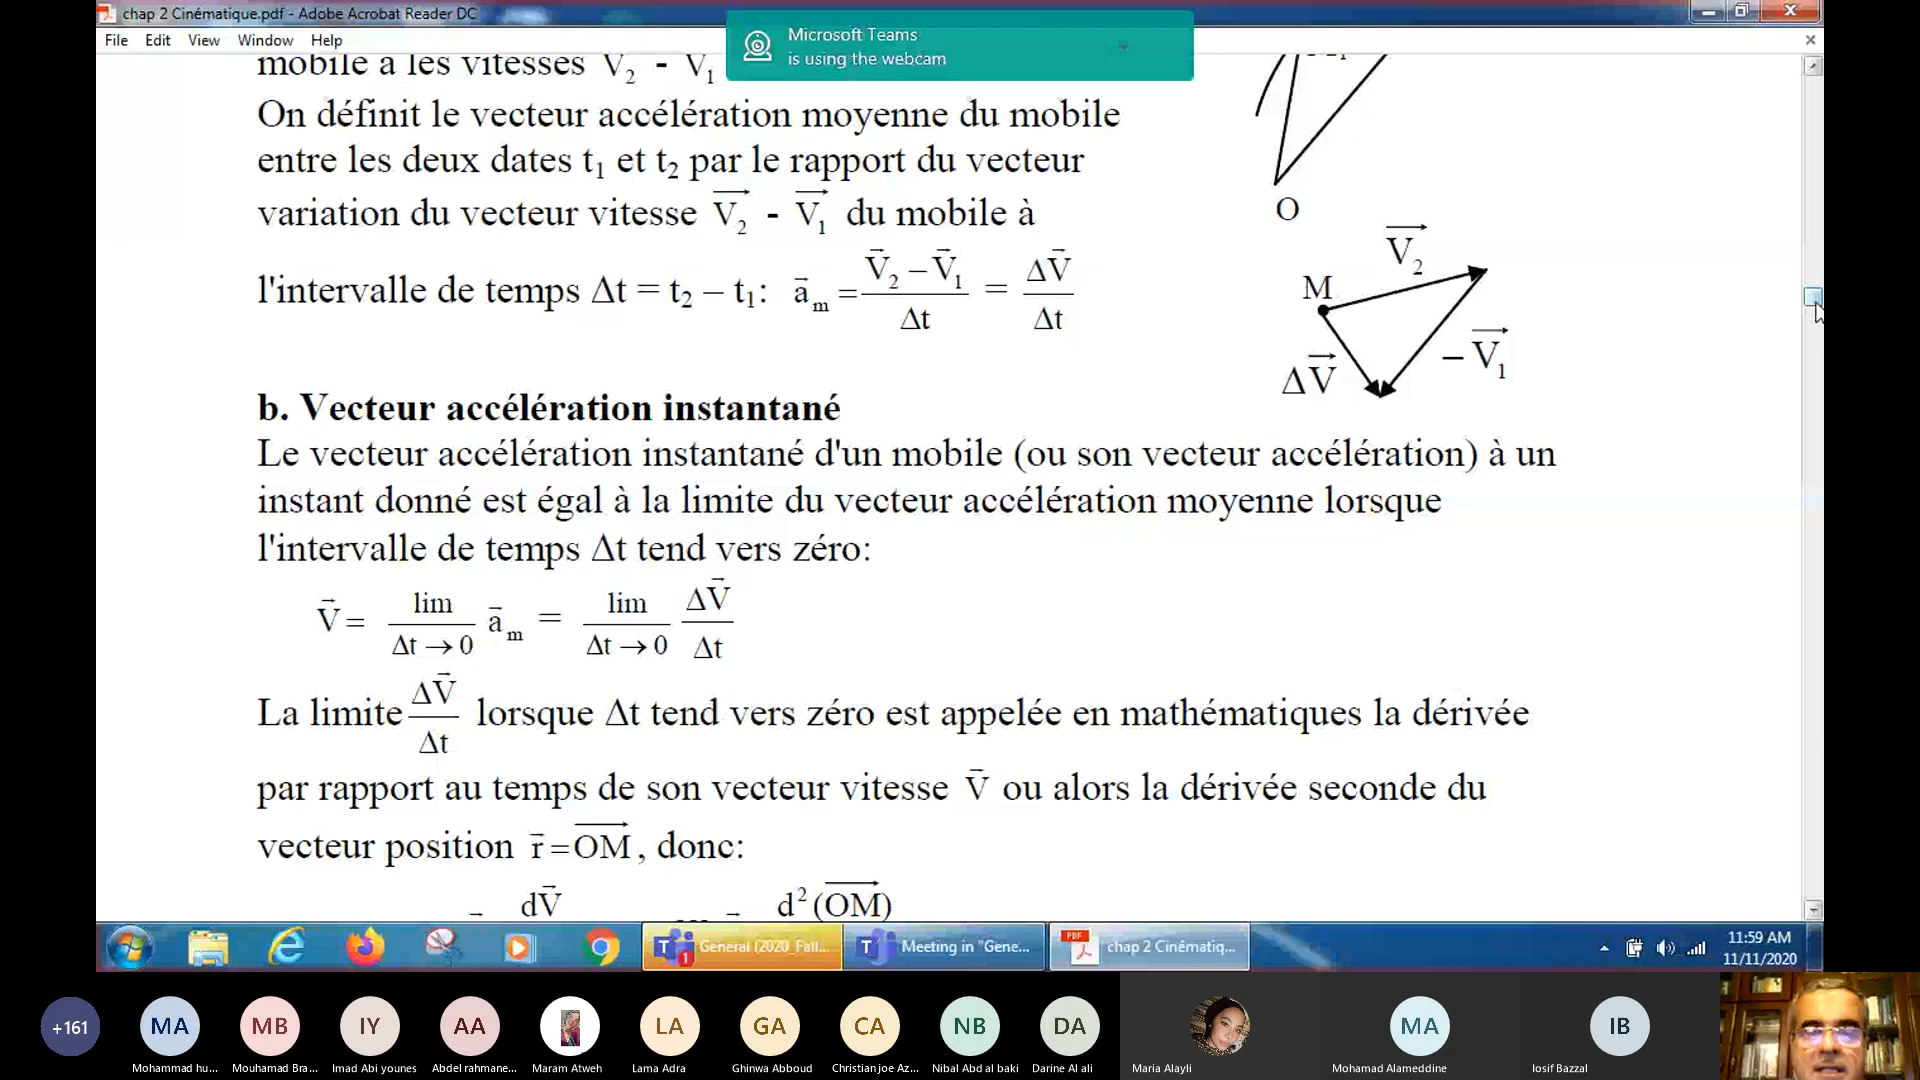 chap 2 Cinématique.pdf - Adobe Acrobat Reader DC
File Edit View Window Help
Microsoft Teams
is using the webcam
mobile a les vitesses V₂ - V₁
On définit le vecteur accélération moyenne du mobile
entre les deux dates t₁ et t₂ par le rapport du vecteur
variation du vecteur vitesse V⃗₂ - V⃗₁ du mobile à
l'intervalle de temps Δt = t₂ – t₁: a⃗ₘ = (V⃗₂ – V⃗₁)/Δt = ΔV⃗/Δt
O
V⃗₂
M
– V⃗₁
ΔV⃗
b. Vecteur accélération instantané
Le vecteur accélération instantané d'un mobile (ou son vecteur accélération) à un
instant donné est égal à la limite du vecteur accélération moyenne lorsque
l'intervalle de temps Δt tend vers zéro:
V⃗ = lim/Δt → 0 a⃗ₘ = lim/Δt → 0 ΔV⃗/Δt
La limite ΔV⃗/Δt lorsque Δt tend vers zéro est appelée en mathématiques la dérivée
par rapport au temps de son vecteur vitesse V⃗ ou alors la dérivée seconde du
vecteur position r⃗ = OM⃗, donc:
dV⃗ d²(OM⃗)
T 1 General (2020_Fall...
T Meeting in "Gene...
PDF chap 2 Cinématiq...
11:59 AM
11/11/2020
+161 MA MB IY AA LA GA CA NB DA MA IB
Mohammad hu... Mouhamad Bra... Imad Abi younes Abdel rahmane... Maram Atweh Lama Adra Ghinwa Abboud Christian joe Az... Nibal Abd al baki Darine Al ali Maria Alayli Mohamad Alameddine Iosif Bazzal